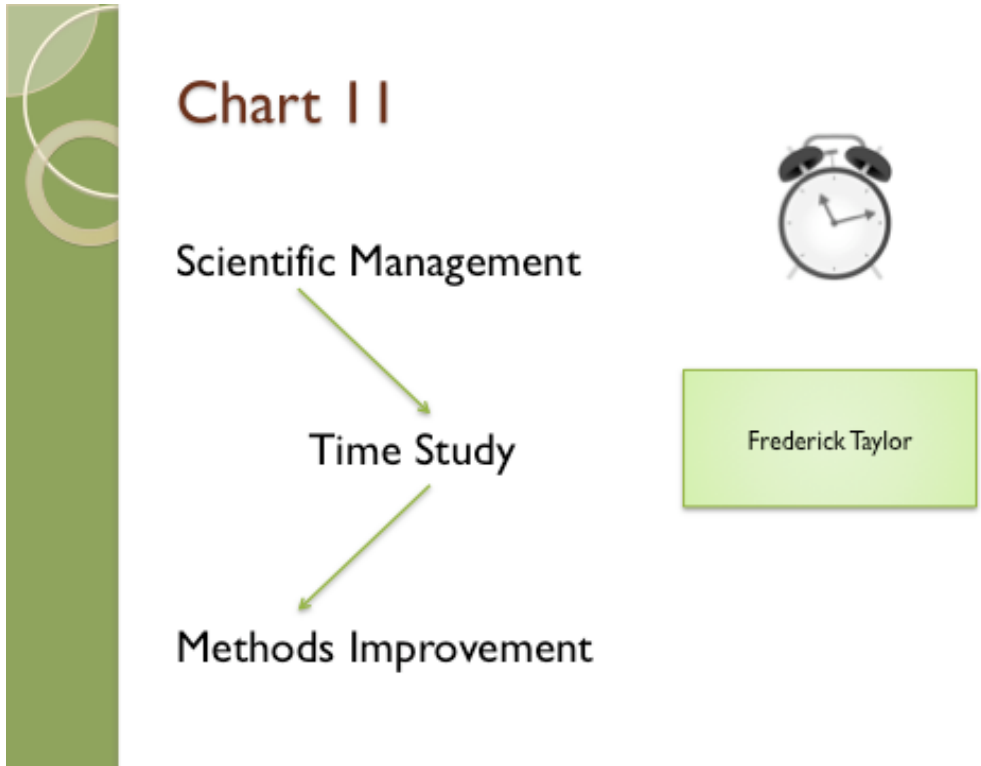 Chart 11
Scientific Management
Time Study
Frederick Taylor
Methods Improvement